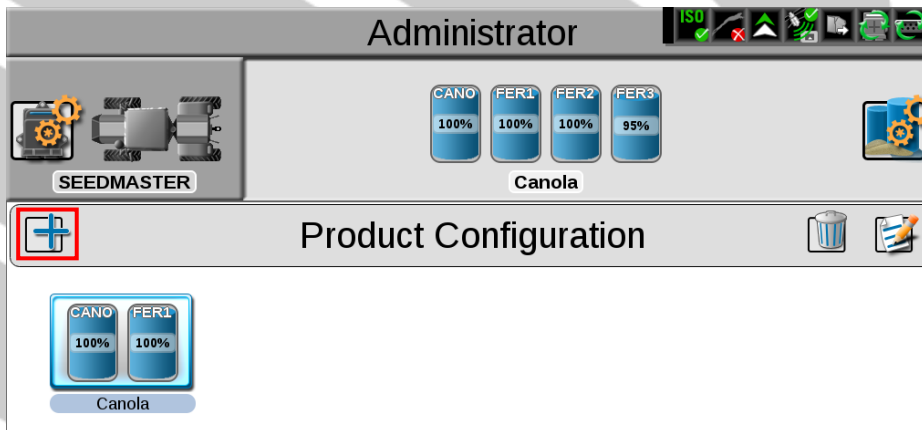 Administrator
ISO
CANO FER1 FER2 FER3
100% 100% 100% 95%
SEEDMASTER
Canola
Product Configuration
CANO FER1
100% 100%
Canola